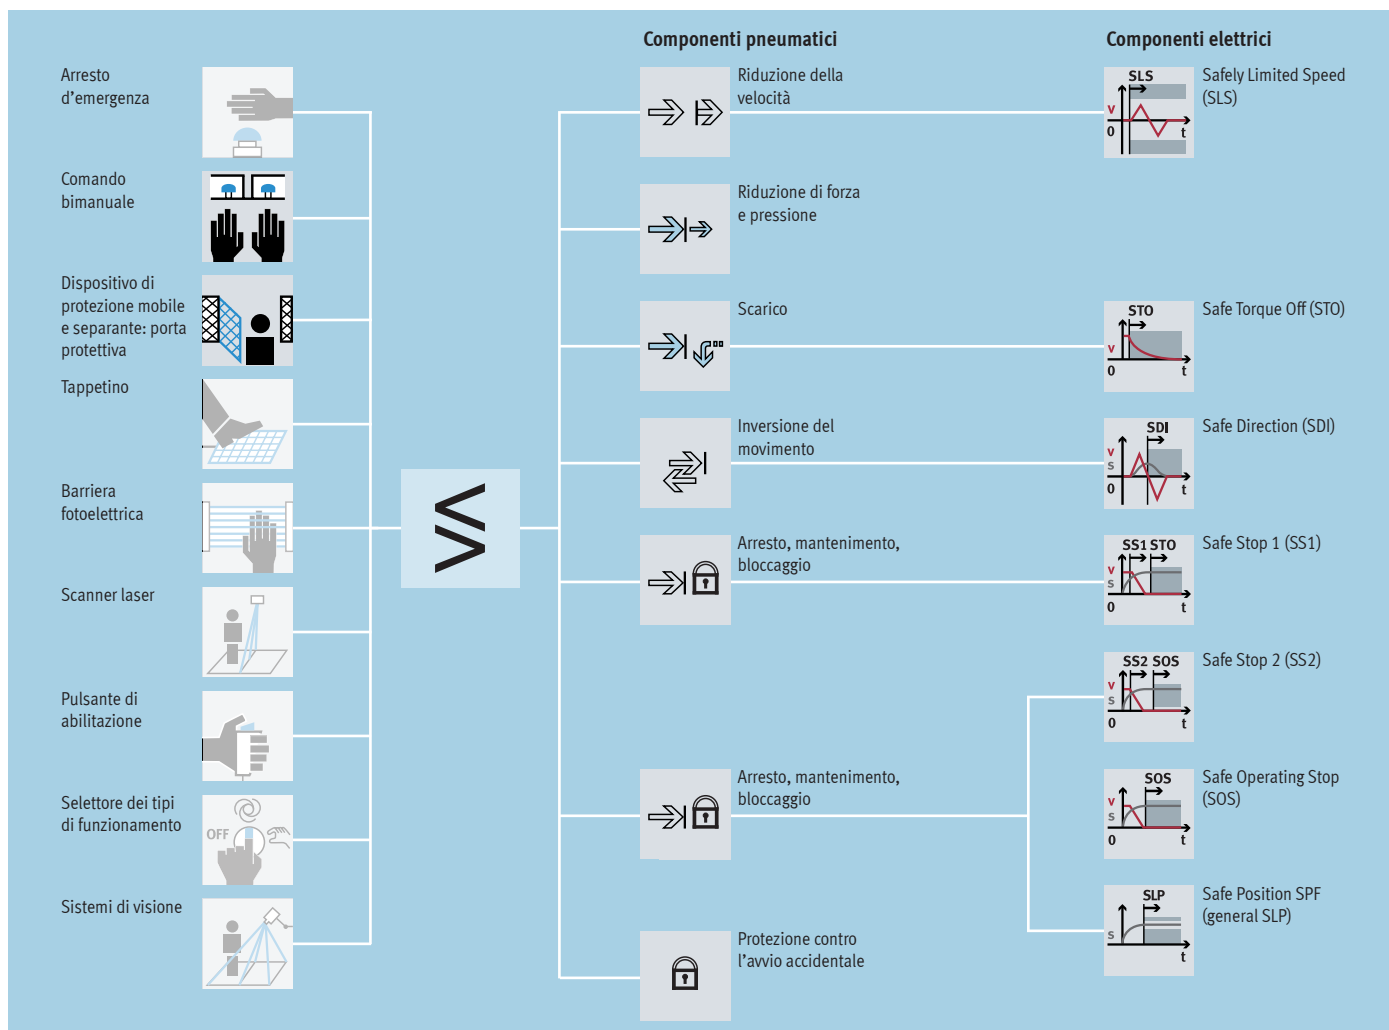 Componenti pneumatici
Componenti elettrici
Arresto
d'emergenza
Comando
bimanuale
Dispositivo di
protezione mobile
e separante: porta
protettiva
Tappetino
Barriera
fotoelettrica
Scanner laser
Pulsante di
abilitazione
Selettore dei tipi
di funzionamento
OFF
Sistemi di visione
Riduzione della
velocità
Riduzione di forza
e pressione
Scarico
Inversione del
movimento
Arresto, mantenimento,
bloccaggio
Arresto, mantenimento,
bloccaggio
Protezione contro
l'avvio accidentale
SLS
v
0
t
Safely Limited Speed
(SLS)
STO
v
0
t
Safe Torque Off (STO)
SDI
v
s
0
t
Safe Direction (SDI)
SS1 STO
v
s
0
t
Safe Stop 1 (SS1)
SS2 SOS
v
s
0
t
Safe Stop 2 (SS2)
SOS
v
s
0
t
Safe Operating Stop
(SOS)
SLP
s
t
Safe Position SPF
(general SLP)